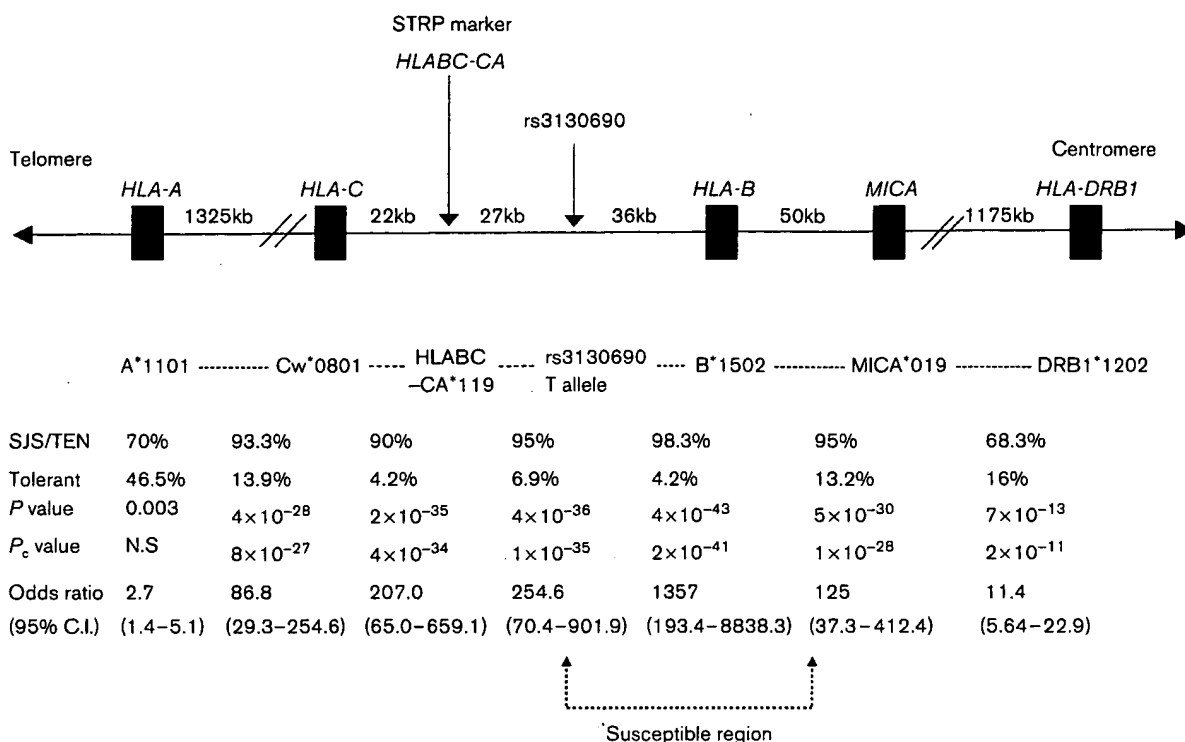 STRP marker
HLABC-CA
rs3130690
Telomere
Centromere
HLA-A
HLA-C
HLA-B
MICA
HLA-DRB1
1325kb
22kb
27kb
36kb
50kb
1175kb
A*1101 ---------- Cw*0801 ----- HLABC –CA*119 ----- rs3130690 T allele ---- B*1502 ---------- MICA*019 ----------- DRB1*1202
SJS/TEN 70% 93.3% 90% 95% 98.3% 95% 68.3%
Tolerant 46.5% 13.9% 4.2% 6.9% 4.2% 13.2% 16%
P value 0.003 4×10⁻²⁸ 2×10⁻³⁵ 4×10⁻³⁶ 4×10⁻⁴³ 5×10⁻³⁰ 7×10⁻¹³
Pc value N.S 8×10⁻²⁷ 4×10⁻³⁴ 1×10⁻³⁵ 2×10⁻⁴¹ 1×10⁻²⁸ 2×10⁻¹¹
Odds ratio 2.7 86.8 207.0 254.6 1357 125 11.4
(95% C.I.) (1.4–5.1) (29.3–254.6) (65.0–659.1) (70.4–901.9) (193.4–8838.3) (37.3–412.4) (5.64–22.9)
Susceptible region